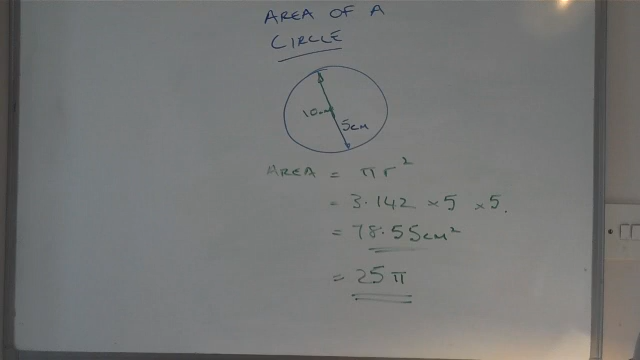 AREA OF A
CIRCLE
10cm
5cm
AREA = πr²
= 3.142 × 5 × 5.
= 78.55cm²
= 25π